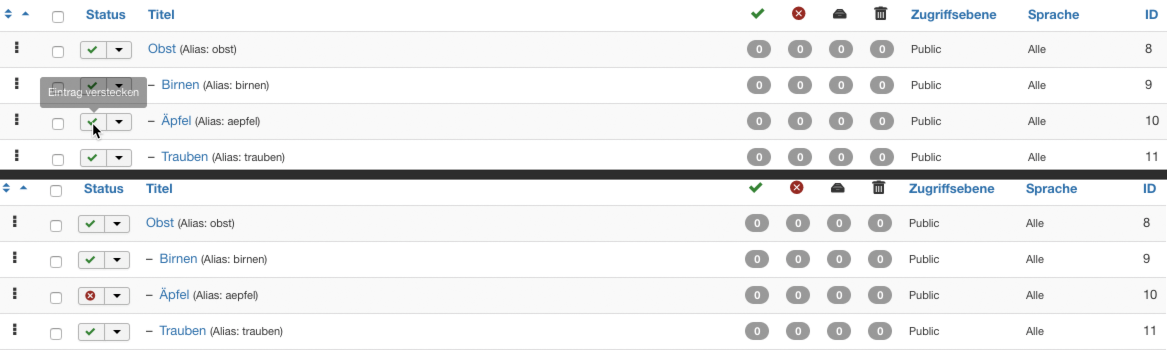 Status Titel Zugriffsebene Sprache ID
Obst (Alias: obst) 0 0 0 0 Public Alle 8
– Birnen (Alias: birnen) 0 0 0 0 Public Alle 9
Eintrag verstecken
– Äpfel (Alias: aepfel) 0 0 0 0 Public Alle 10
– Trauben (Alias: trauben) 0 0 0 0 Public Alle 11
Status Titel Zugriffsebene Sprache ID
Obst (Alias: obst) 0 0 0 0 Public Alle 8
– Birnen (Alias: birnen) 0 0 0 0 Public Alle 9
– Äpfel (Alias: aepfel) 0 0 0 0 Public Alle 10
– Trauben (Alias: trauben) 0 0 0 0 Public Alle 11